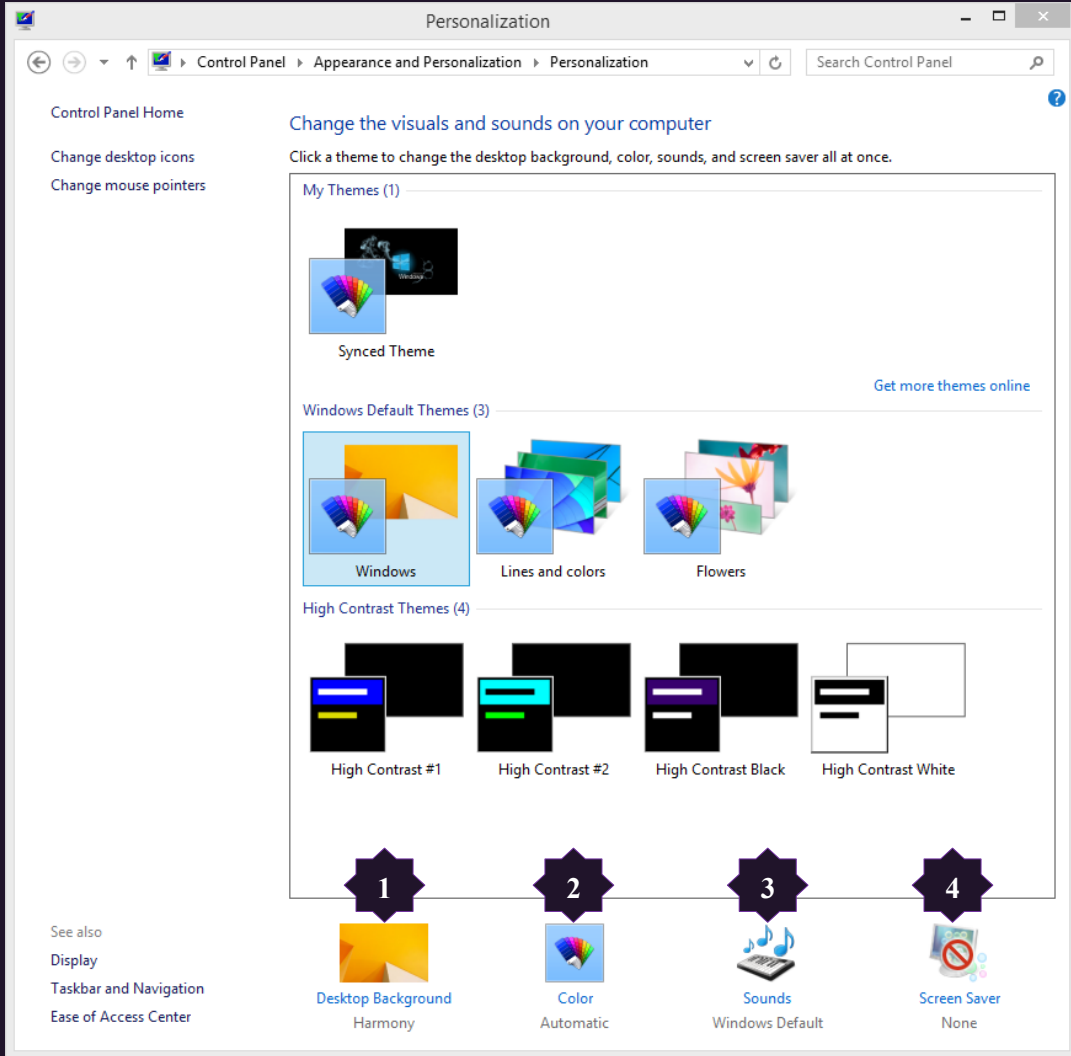 Personalization
Control Panel Appearance and Personalization Personalization
Search Control Panel
Control Panel Home
Change desktop icons
Change mouse pointers
Change the visuals and sounds on your computer
Click a theme to change the desktop background, color, sounds, and screen saver all at once.
My Themes (1)
Synced Theme
Get more themes online
Windows Default Themes (3)
Windows Lines and colors Flowers
High Contrast Themes (4)
High Contrast #1 High Contrast #2 High Contrast Black High Contrast White
1 2 3 4
See also
Display
Taskbar and Navigation
Ease of Access Center
Desktop Background Color Sounds Screen Saver
Harmony Automatic Windows Default None